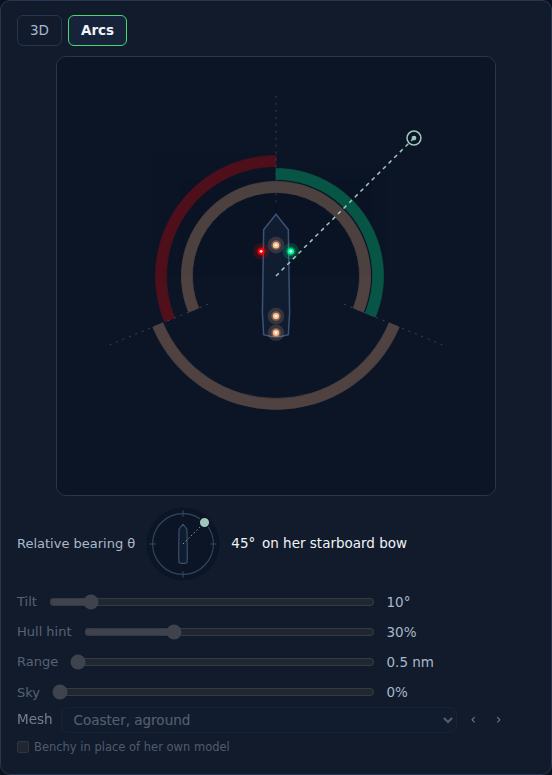 3D Arcs
Relative bearing θ 45° on her starboard bow
Tilt 10°
Hull hint 30%
Range 0.5 nm
Sky 0%
Mesh Coaster, aground ‹ ›
Benchy in place of her own model